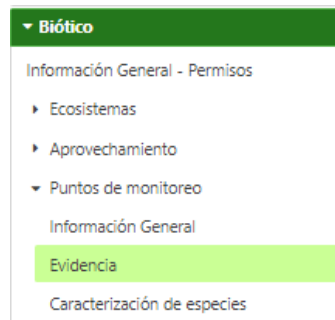 Biótico
Información General - Permisos
Ecosistemas
Aprovechamiento
Puntos de monitoreo
Información General
Evidencia
Caracterización de especies